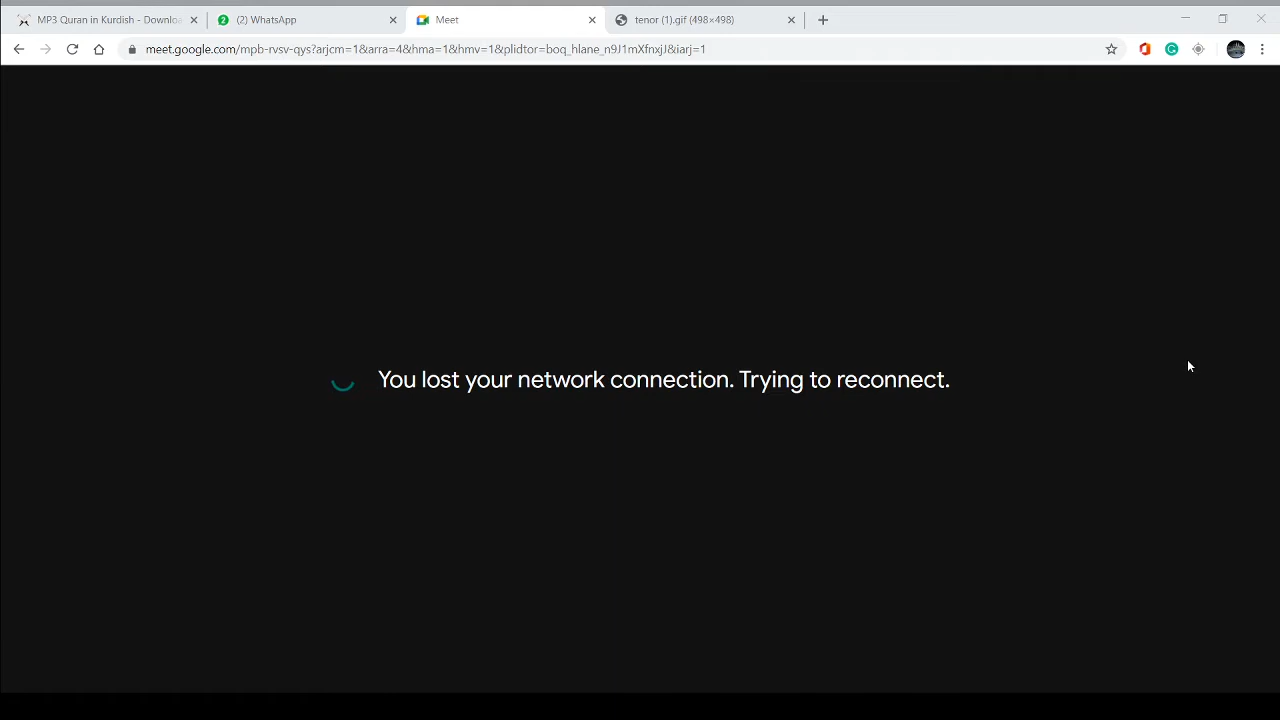 MP3 Quran in Kurdish - Downloa
2
(2) WhatsApp
Meet
tenor (1).gif (498×498)
meet.google.com/mpb-rvsv-qys?arjcm=1&arra=4&hma=1&hmv=1&plidtor=boq_hlane_n9J1mXfnxjJ&iarj=1
You lost your network connection. Trying to reconnect.